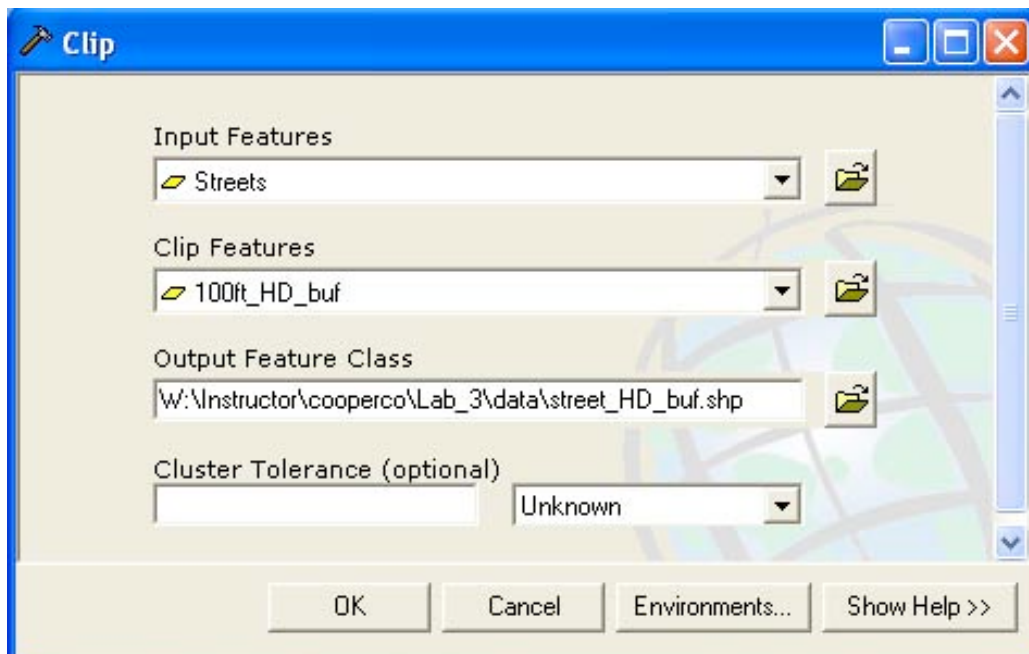 Clip
Input Features
Streets
Clip Features
100ft_HD_buf
Output Feature Class
W:\Instructor\cooperco\Lab_3\data\street_HD_buf.shp
Cluster Tolerance (optional)
Unknown
OK Cancel Environments... Show Help >>